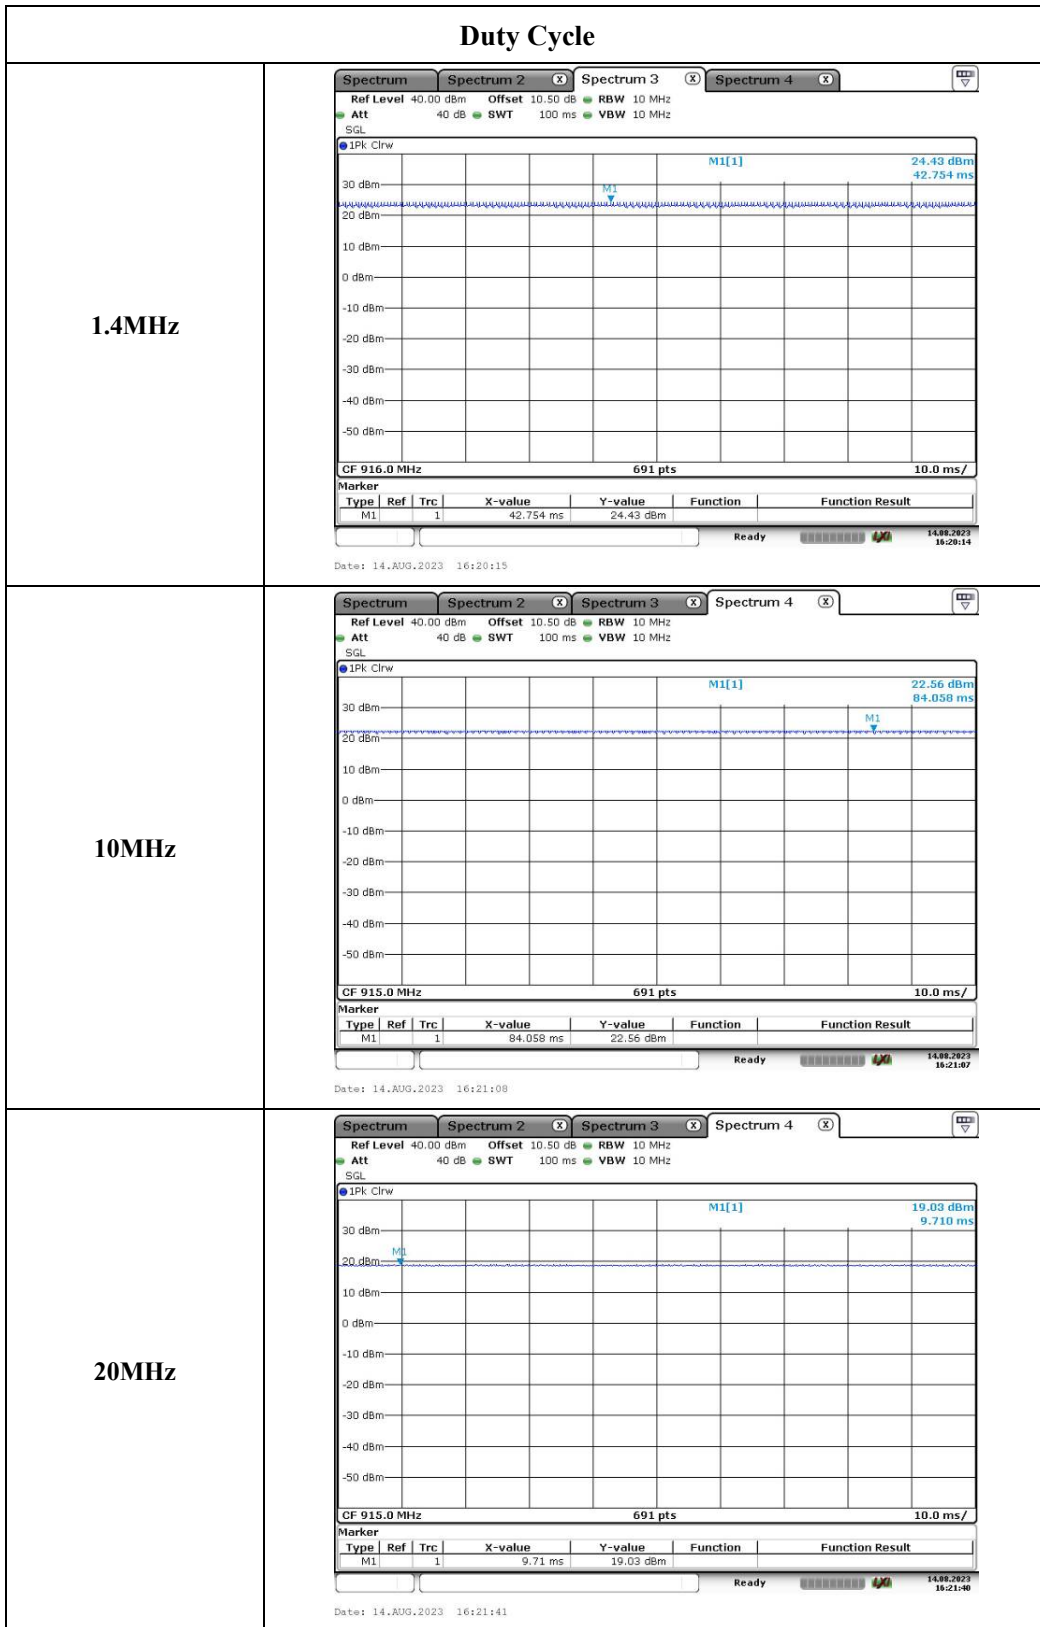 Duty Cycle
1.4MHz
Spectrum Spectrum 2 X Spectrum 3 X Spectrum 4 X
Ref Level 40.00 dBm Offset 10.50 dB RBW 10 MHz
Att 40 dB SWT 100 ms VBW 10 MHz
SGL
1Pk Clrw
M1[1] 24.43 dBm
42.754 ms
30 dBm
M1
20 dBm
10 dBm
0 dBm
-10 dBm
-20 dBm
-30 dBm
-40 dBm
-50 dBm
CF 916.0 MHz 691 pts 10.0 ms/
Marker
Type Ref Trc X-value Y-value Function Function Result
M1 1 42.754 ms 24.43 dBm
Ready 14.08.2023
16:20:14
Date: 14.AUG.2023 16:20:15
10MHz
Spectrum Spectrum 2 X Spectrum 3 X Spectrum 4 X
Ref Level 40.00 dBm Offset 10.50 dB RBW 10 MHz
Att 40 dB SWT 100 ms VBW 10 MHz
SGL
1Pk Clrw
M1[1] 22.56 dBm
84.058 ms
30 dBm
M1
20 dBm
10 dBm
0 dBm
-10 dBm
-20 dBm
-30 dBm
-40 dBm
-50 dBm
CF 915.0 MHz 691 pts 10.0 ms/
Marker
Type Ref Trc X-value Y-value Function Function Result
M1 1 84.058 ms 22.56 dBm
Ready 14.08.2023
16:21:07
Date: 14.AUG.2023 16:21:08
20MHz
Spectrum Spectrum 2 X Spectrum 3 X Spectrum 4 X
Ref Level 40.00 dBm Offset 10.50 dB RBW 10 MHz
Att 40 dB SWT 100 ms VBW 10 MHz
SGL
1Pk Clrw
M1[1] 19.03 dBm
9.710 ms
30 dBm
M1
20 dBm
10 dBm
0 dBm
-10 dBm
-20 dBm
-30 dBm
-40 dBm
-50 dBm
CF 915.0 MHz 691 pts 10.0 ms/
Marker
Type Ref Trc X-value Y-value Function Function Result
M1 1 9.71 ms 19.03 dBm
Ready 14.08.2023
16:21:40
Date: 14.AUG.2023 16:21:41